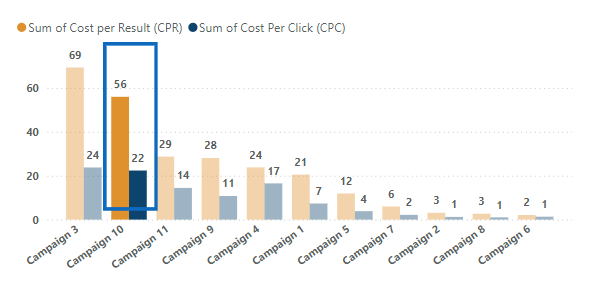 Sum of Cost per Result (CPR) Sum of Cost Per Click (CPC)
69
60
56
40
29
28
24
24
22
21
20
17
14
12
11
7
6
4
3
3
2
2
1
1
1
0
Campaign 3
Campaign 10
Campaign 11
Campaign 9
Campaign 4
Campaign 1
Campaign 5
Campaign 7
Campaign 2
Campaign 8
Campaign 6